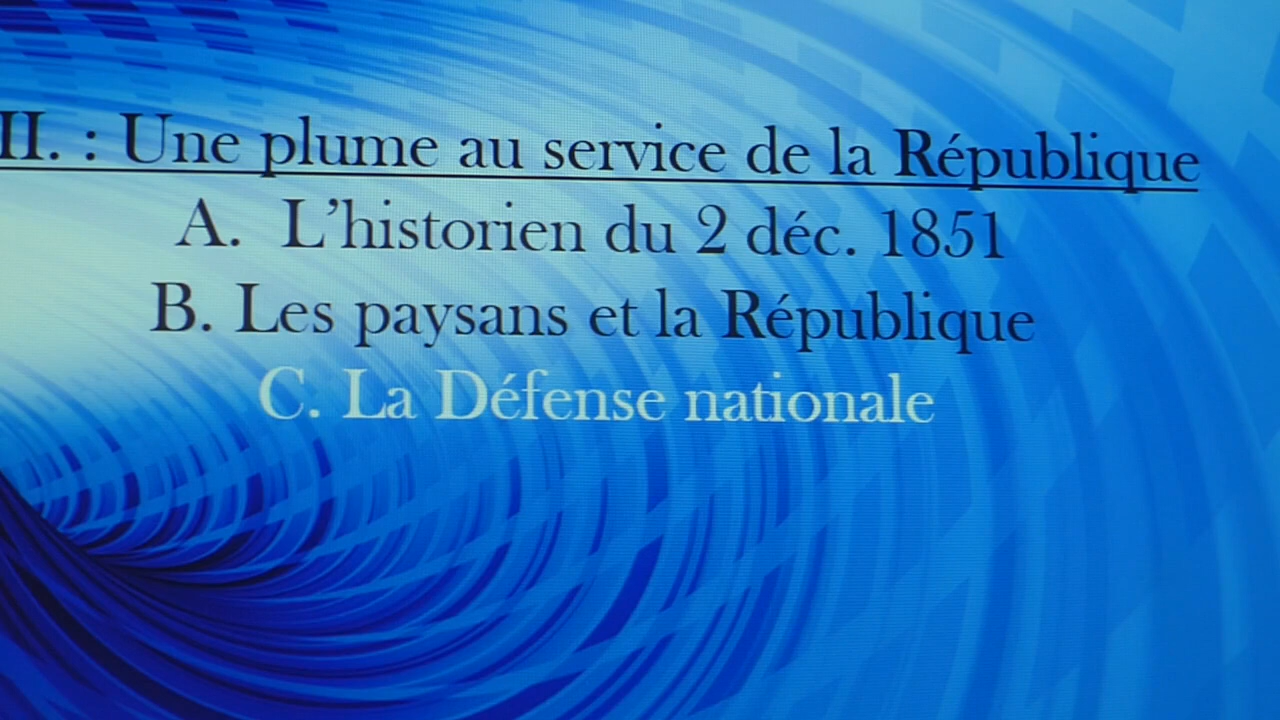 II. : Une plume au service de la République
A. L'historien du 2 déc. 1851
B. Les paysans et la République
C. La Défense nationale